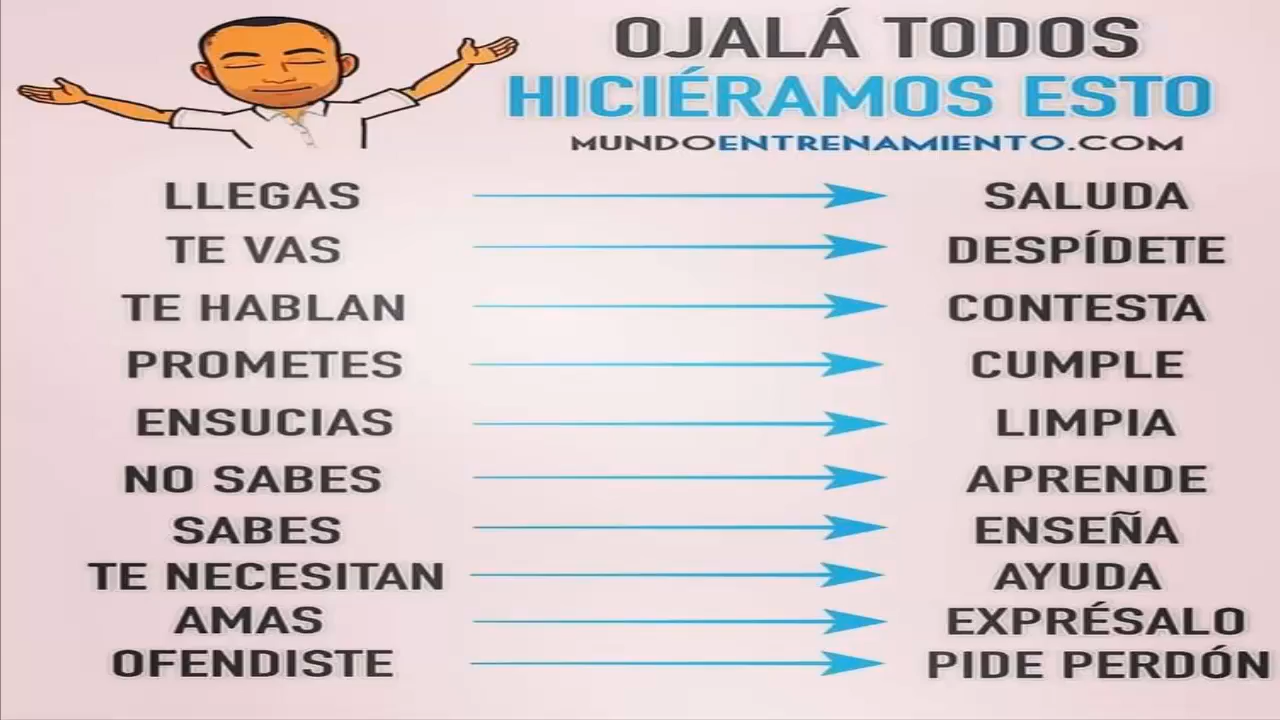 OJALÁ TODOS
HICIÉRAMOS ESTO
MUNDOENTRENAMIENTO.COM
LLEGAS SALUDA
TE VAS DESPÍDETE
TE HABLAN CONTESTA
PROMETES CUMPLE
ENSUCIAS LIMPIA
NO SABES APRENDE
SABES ENSEÑA
TE NECESITAN AYUDA
AMAS EXPRÉSALO
OFENDISTE PIDE PERDÓN